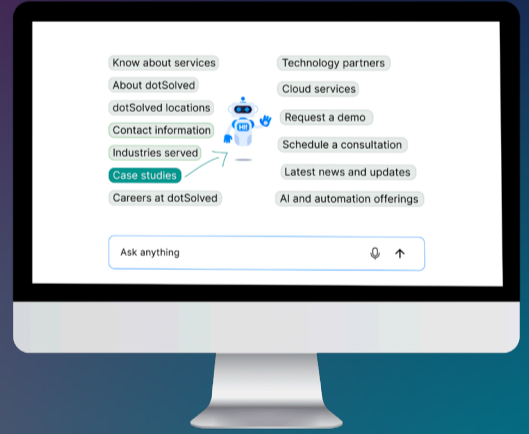 Know about services
About dotSolved
dotSolved locations
Contact information
Industries served
Case studies
Careers at dotSolved
Hi!
Technology partners
Cloud services
Request a demo
Schedule a consultation
Latest news and updates
AI and automation offerings
Ask anything